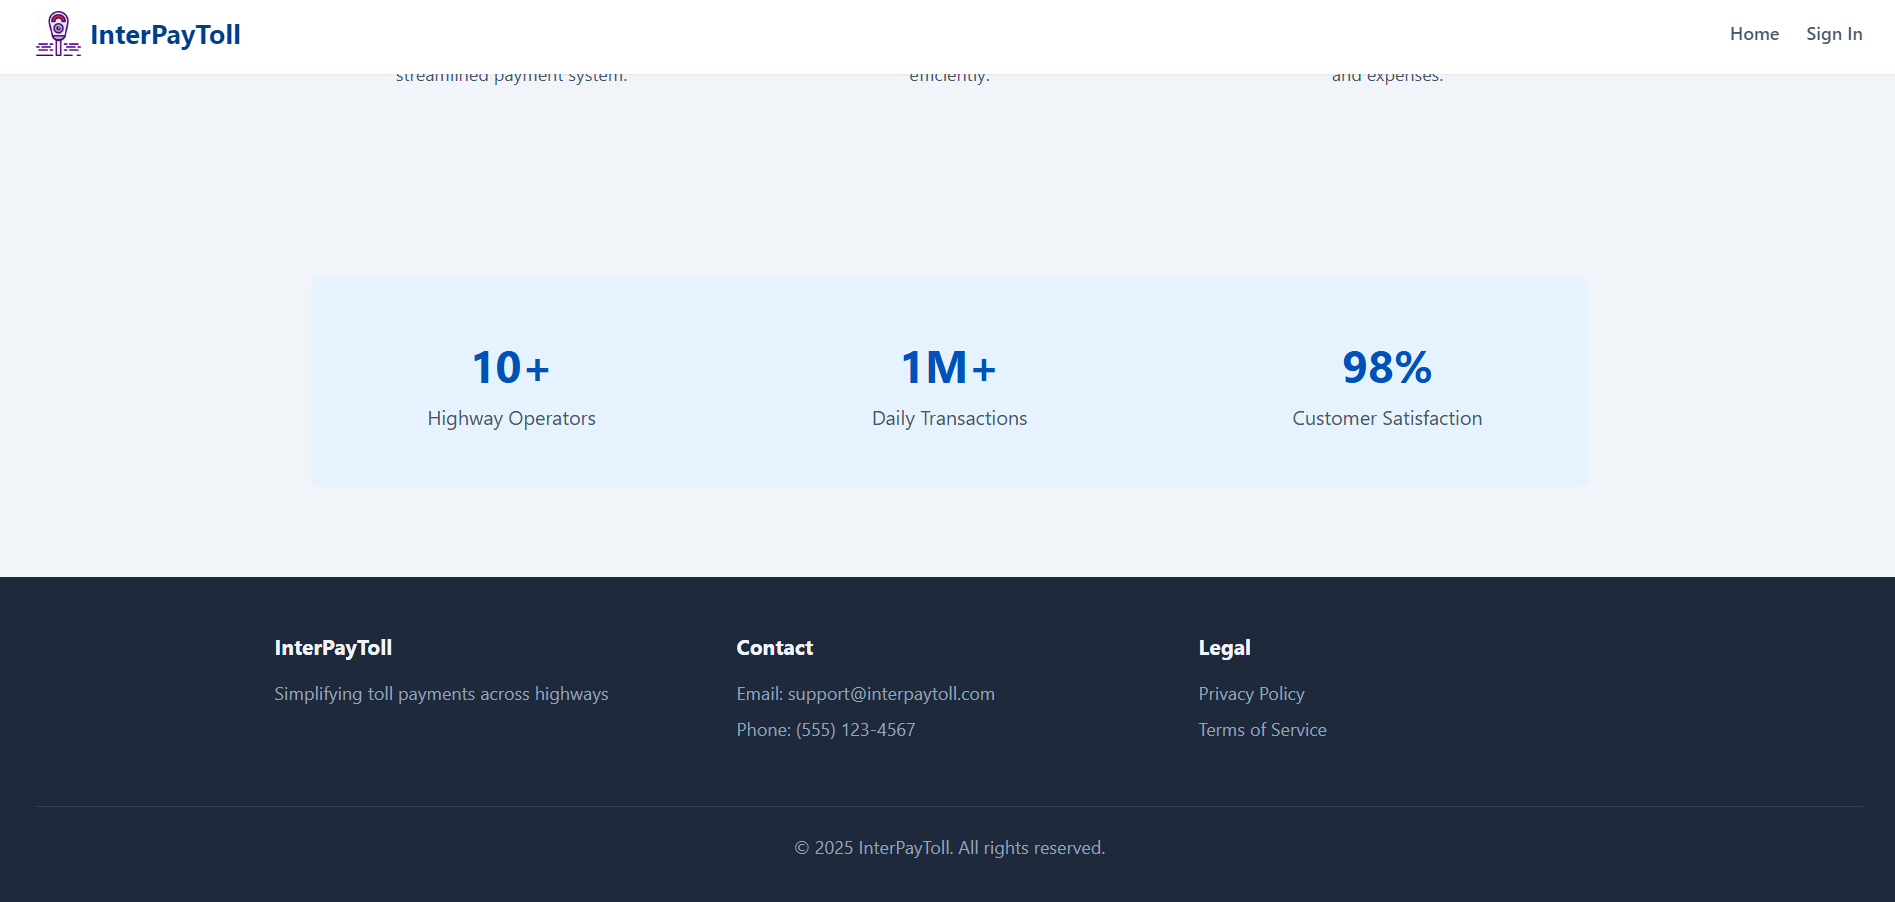 InterPayToll
Home
Sign In
streamlined payment system.
efficiently.
and expenses.
10+
1M+
98%
Highway Operators
Daily Transactions
Customer Satisfaction
InterPayToll
Simplifying toll payments across highways
Contact
Email: support@interpaytoll.com
Phone: (555) 123-4567
Legal
Privacy Policy
Terms of Service
© 2025 InterPayToll. All rights reserved.